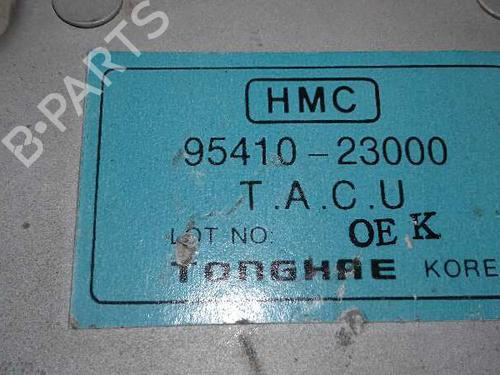 B-PARTS
HMC
95410-23000
T.A.C.U
LOT NO: OE K
TONGHAE KORE